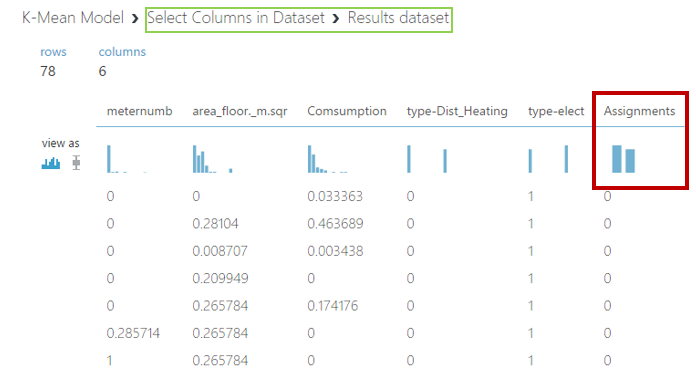 K-Mean Model › Select Columns in Dataset › Results dataset
rows columns
78 6
meternumb area_floor._m.sqr Comsumption type-Dist_Heating type-elect Assignments
view as
0 0 0.033363 0 1 0
0 0.28104 0.463689 0 1 0
0 0.008707 0.003438 0 1 0
0 0.209949 0 0 1 0
0 0.265784 0.174176 0 1 0
0.285714 0.265784 0 0 1 0
1 0.265784 0 0 1 0